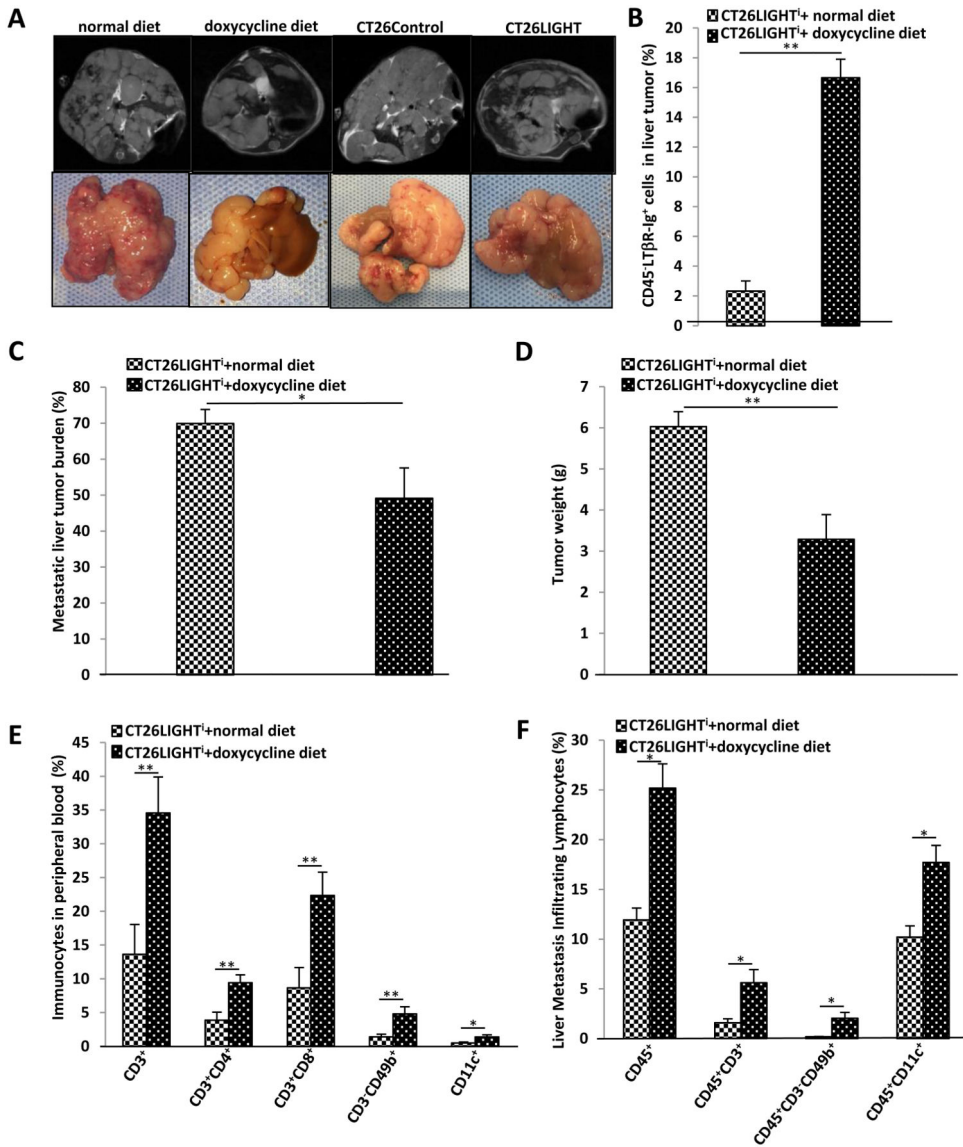 A
normal diet
doxycycline diet
CT26Control
CT26LIGHT
B
CT26LIGHTⁱ+ normal diet
CT26LIGHTⁱ+ doxycycline diet
**
CD45⁻LTβR-Ig⁺ cells in liver tumor (%)
18
16
14
12
10
8
6
4
2
0
C
CT26LIGHTⁱ+normal diet
CT26LIGHTⁱ+doxycycline diet
*
Metastatic liver tumor burden (%)
80
70
60
50
40
30
20
10
0
D
CT26LIGHTⁱ+normal diet
CT26LIGHTⁱ+doxycycline diet
**
Tumor weight (g)
7
6
5
4
3
2
1
0
E
CT26LIGHTⁱ+normal diet
CT26LIGHTⁱ+doxycycline diet
Immunocytes in peripheral blood (%)
45
40
35
30
25
20
15
10
5
0
**
**
**
**
*
CD3⁺
CD3⁺CD4⁺
CD3⁺CD8⁺
CD3⁻CD49b⁺
CD11c⁺
F
CT26LIGHTⁱ+normal diet
CT26LIGHTⁱ+doxycycline diet
Liver Metastasis Infiltrating Lymphocytes (%)
30
25
20
15
10
5
0
*
*
*
*
CD45⁺
CD45⁺CD3⁺
CD45⁺CD3⁻CD49b⁺
CD45⁺CD11c⁺